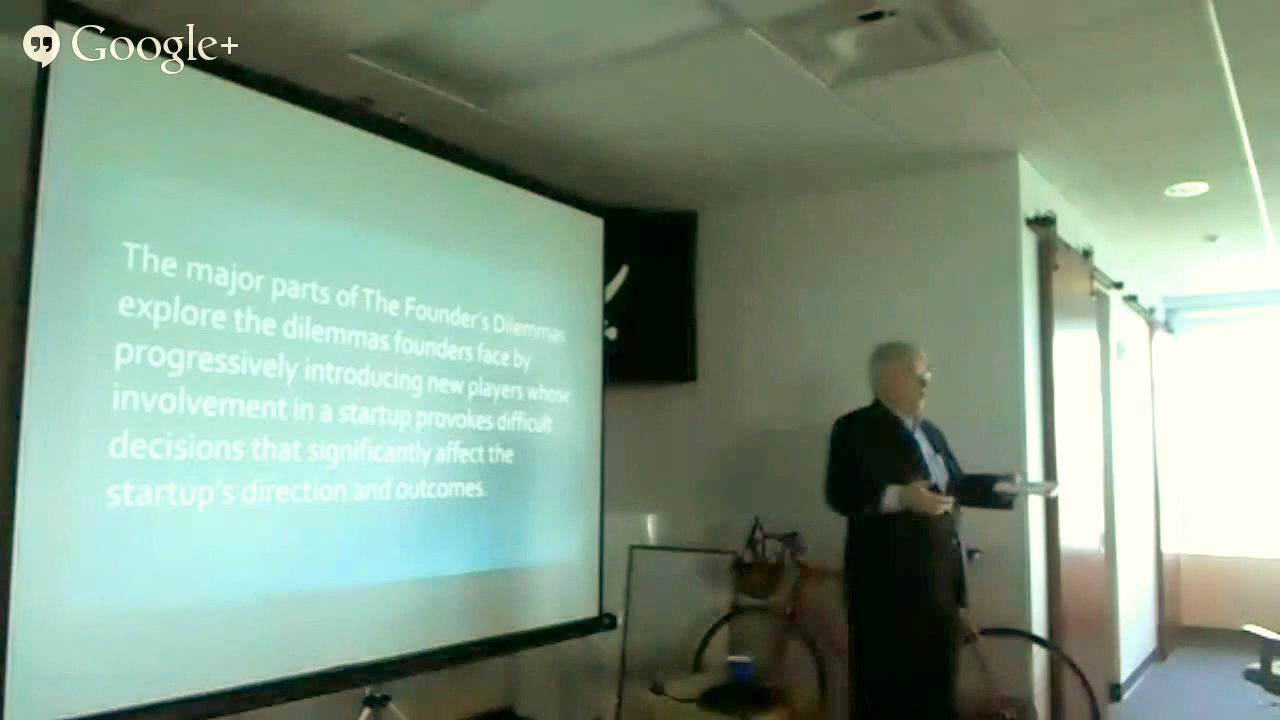 Google+
The major parts of The Founder's Dilemmas
explore the dilemmas founders face by
progressively introducing new players whose
involvement in a startup provokes difficult
decisions that significantly affect the
startup's direction and outcomes.